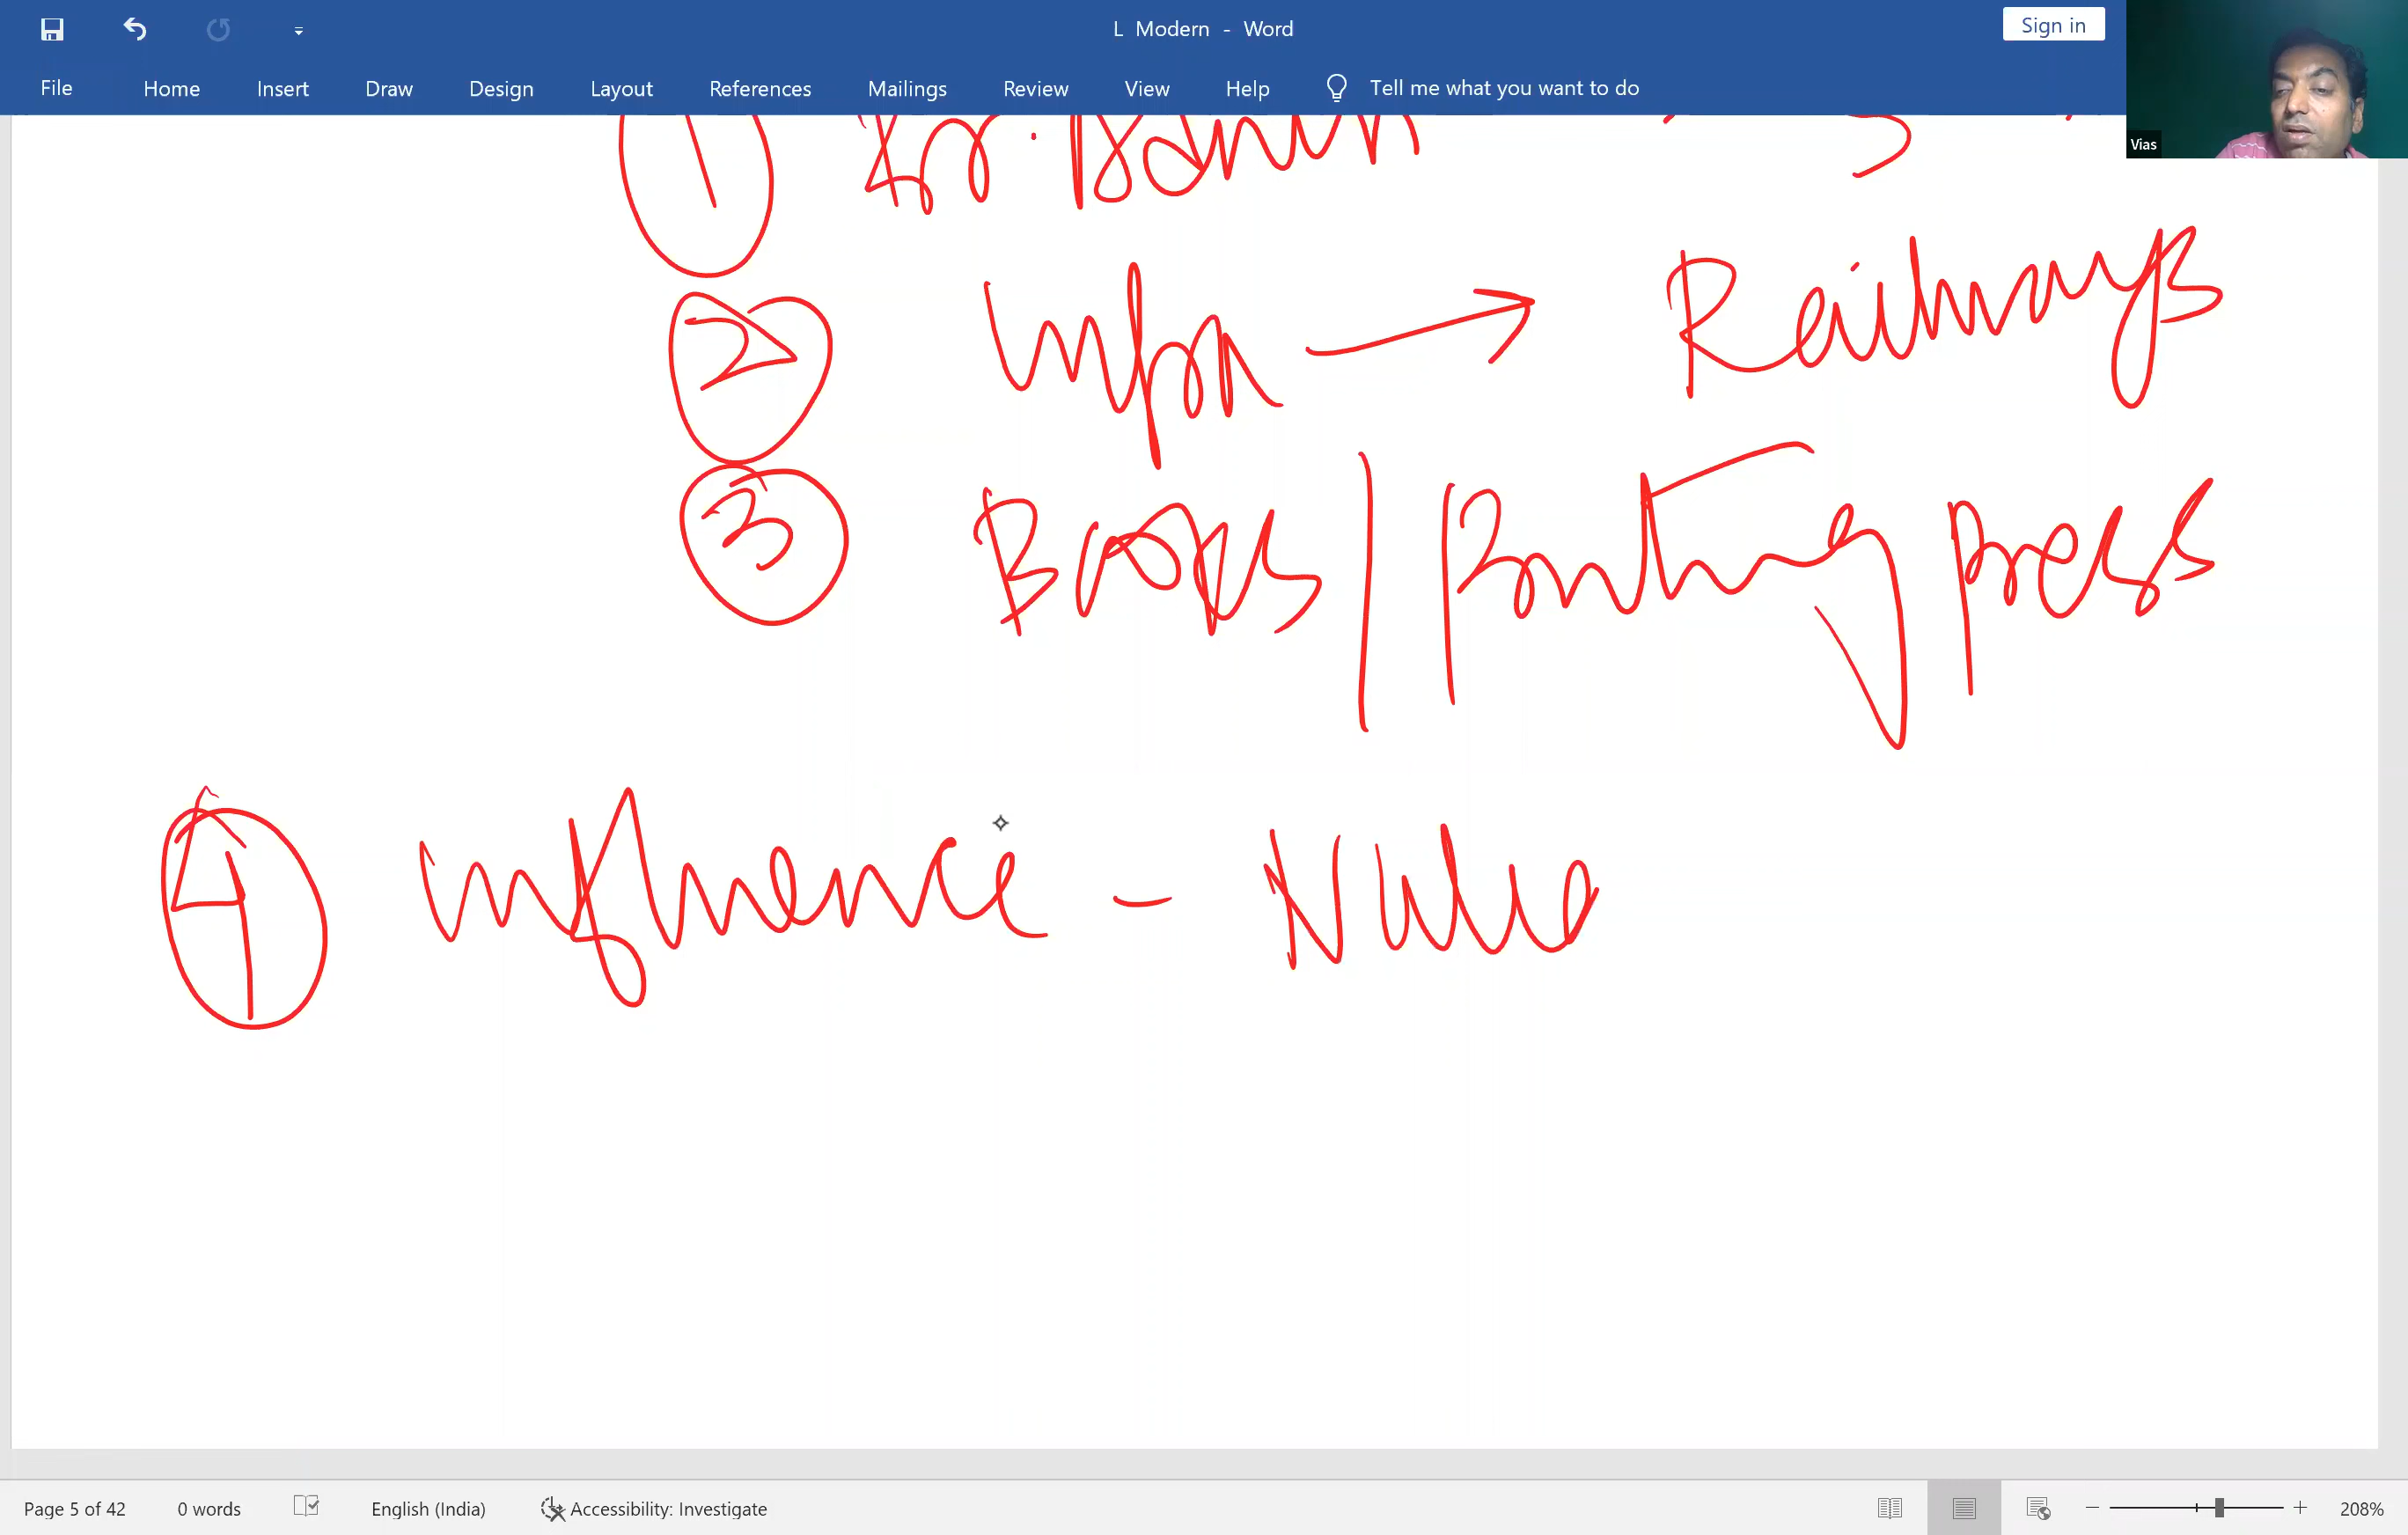 L Modern - Word
Sign in
File Home Insert Draw Design Layout References Mailings Review View Help Tell me what you want to do
Vias
1
2 Infra → Railways
3 Books | Printing press
4 influence -
Page 5 of 42 0 words English (India) Accessibility: Investigate 208%